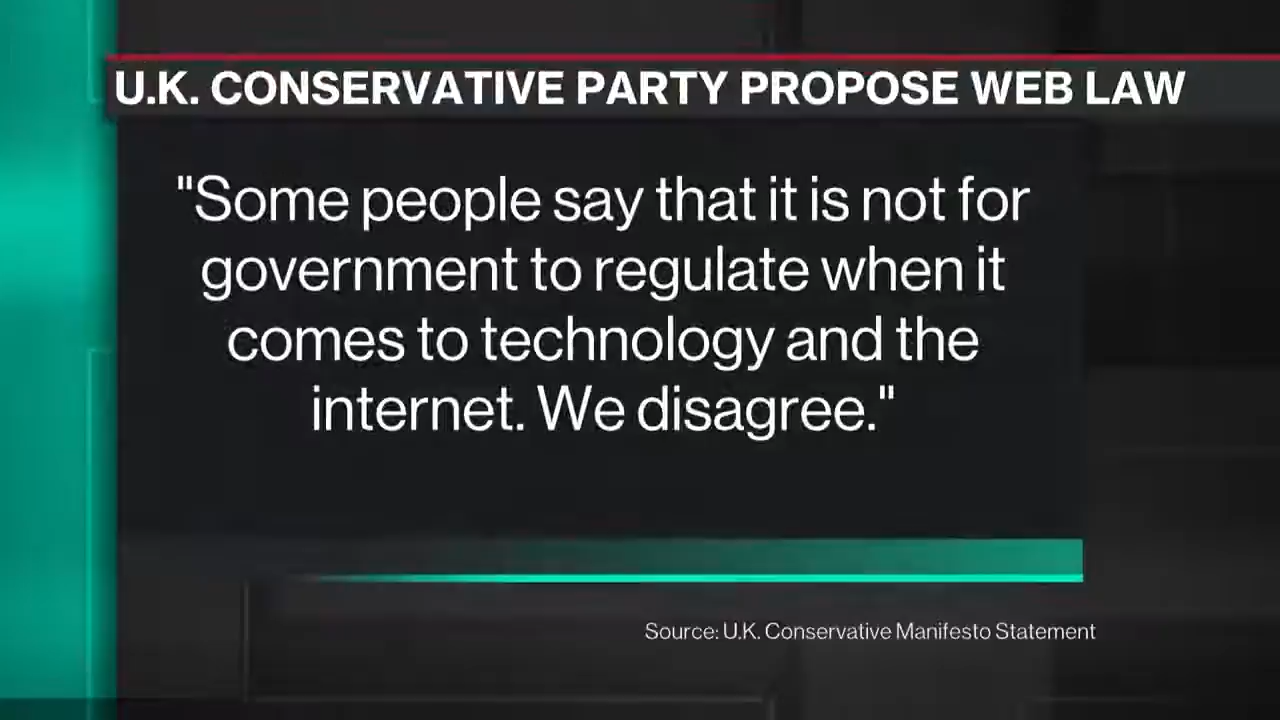 U.K. CONSERVATIVE PARTY PROPOSE WEB LAW
"Some people say that it is not for
government to regulate when it
comes to technology and the
internet. We disagree."
Source: U.K. Conservative Manifesto Statement